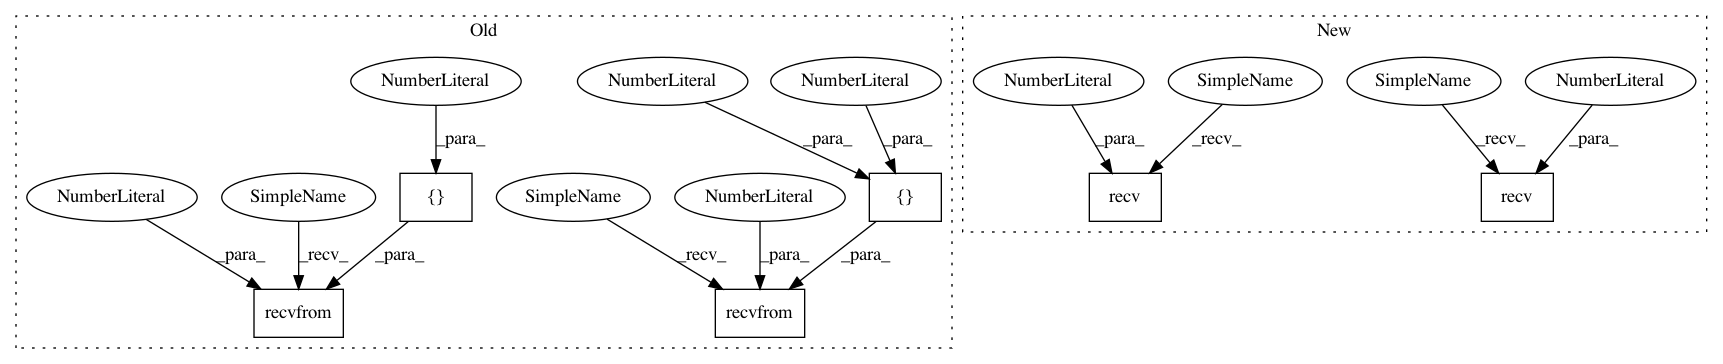 Old
New
NumberLiteral
NumberLiteral
NumberLiteral
NumberLiteral
SimpleName
SimpleName
NumberLiteral
_para_
_para_
_para_
_para_
_recv_
_recv_
_para_
NumberLiteral
SimpleName
{}
SimpleName
NumberLiteral
{}
recv
recv
_para_
_recv_
_para_
_recv_
_para_
_para_
recvfrom
recvfrom